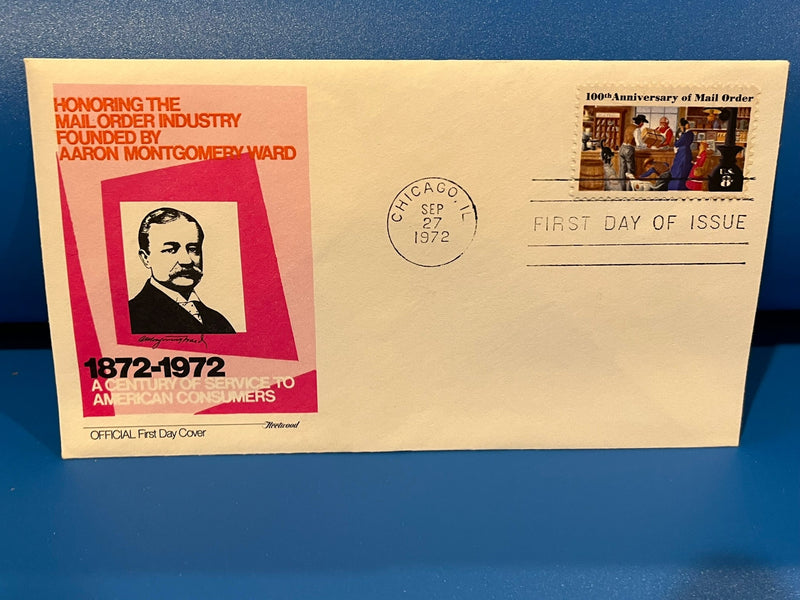 HONORING THE
MAIL ORDER INDUSTRY
FOUNDED BY
AARON MONTGOMERY WARD
1872-1972
A CENTURY OF SERVICE TO
AMERICAN CONSUMERS
OFFICIAL First Day Cover
Fleetwood
CHICAGO, IL
SEP
27
1972
100th Anniversary of Mail Order
U.S.
8¢
FIRST DAY OF ISSUE